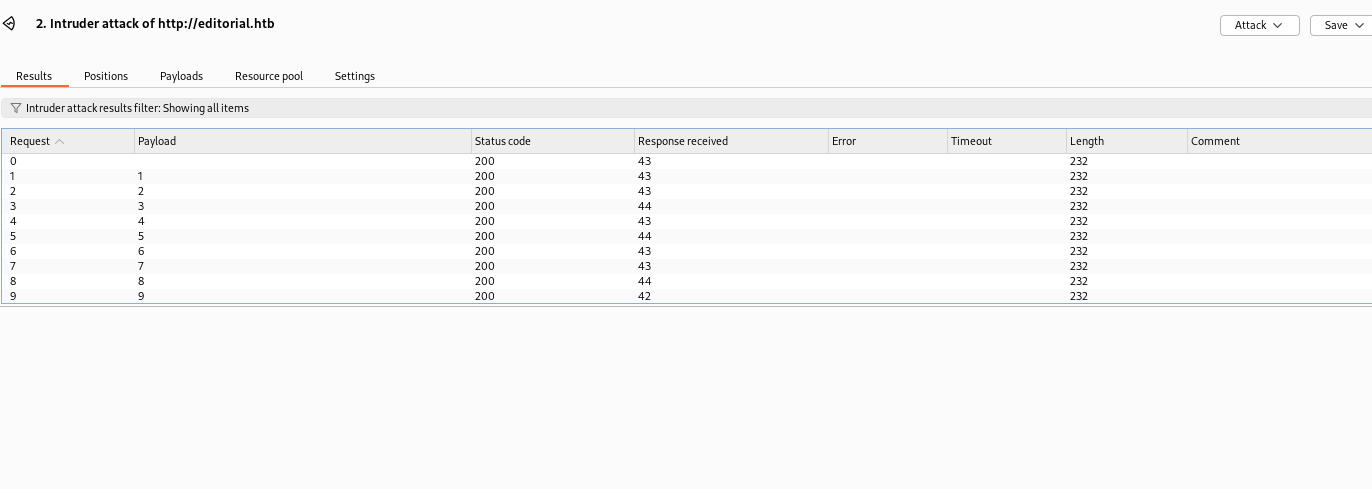 2. Intruder attack of http://editorial.htb
Attack Save
Results Positions Payloads Resource pool Settings
Intruder attack results filter: Showing all items
Request Payload Status code Response received Error Timeout Length Comment
0 200 43 232
1 1 200 43 232
2 2 200 43 232
3 3 200 44 232
4 4 200 43 232
5 5 200 44 232
6 6 200 43 232
7 7 200 43 232
8 8 200 44 232
9 9 200 42 232